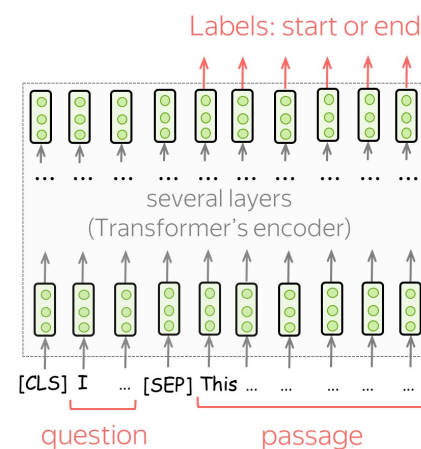 Labels: start or end
... ... ... ... ... ... ... ... ... ...
several layers
(Transformer's encoder)
[CLS] I ... [SEP] This ... ... ... ... ...
question passage